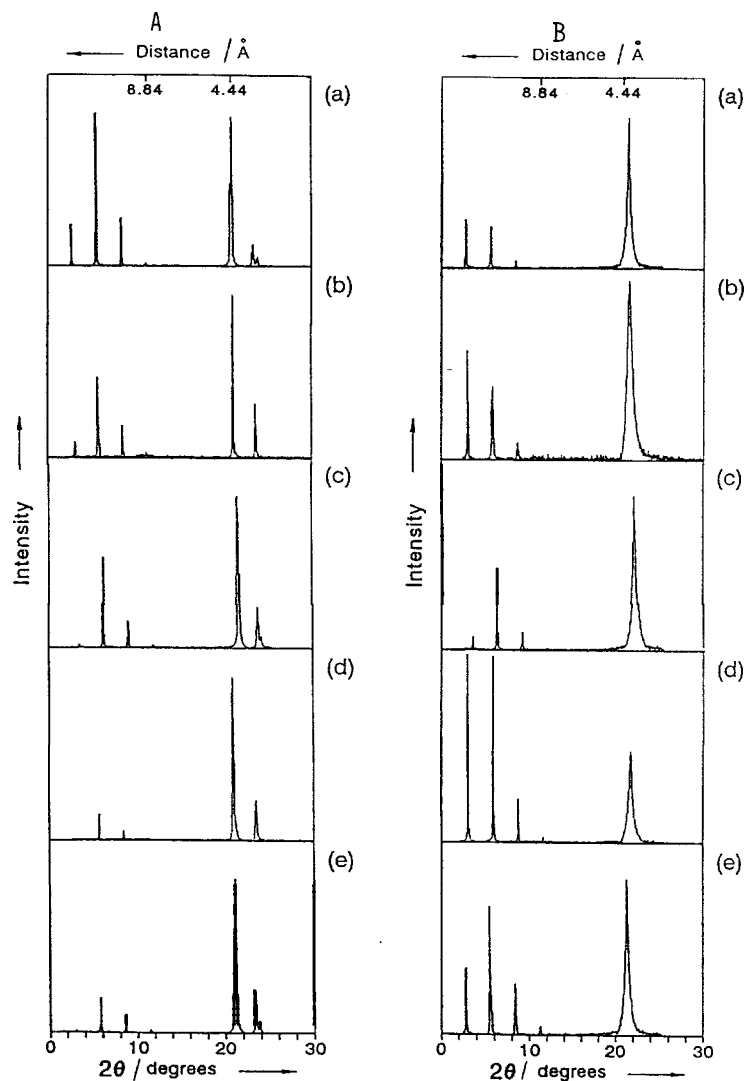 A
← Distance / Å
8.84 4.44
(a)
(b)
(c)
(d)
(e)
Intensity →
0 10 20 30
2θ / degrees →
B
← Distance / Å
8.84 4.44
(a)
(b)
(c)
(d)
(e)
Intensity →
0 10 20 30
2θ / degrees →